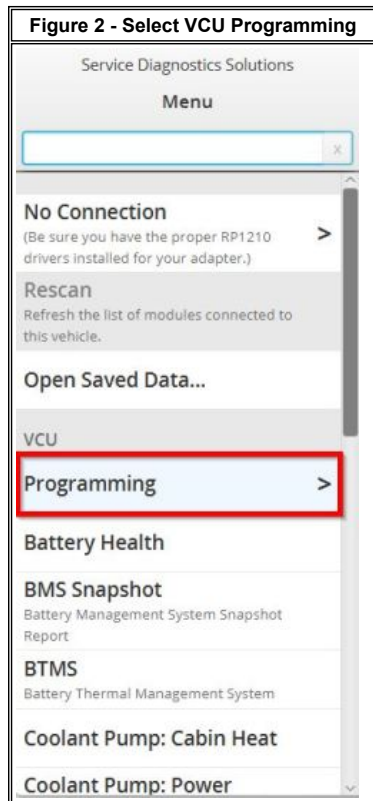 Figure 2 - Select VCU Programming
Service Diagnostics Solutions
Menu
x
No Connection
(Be sure you have the proper RP1210
drivers installed for your adapter.)
>
Rescan
Refresh the list of modules connected to
this vehicle.
Open Saved Data...
VCU
Programming >
Battery Health
BMS Snapshot
Battery Management System Snapshot
Report
BTMS
Battery Thermal Management System
Coolant Pump: Cabin Heat
Coolant Pump: Power